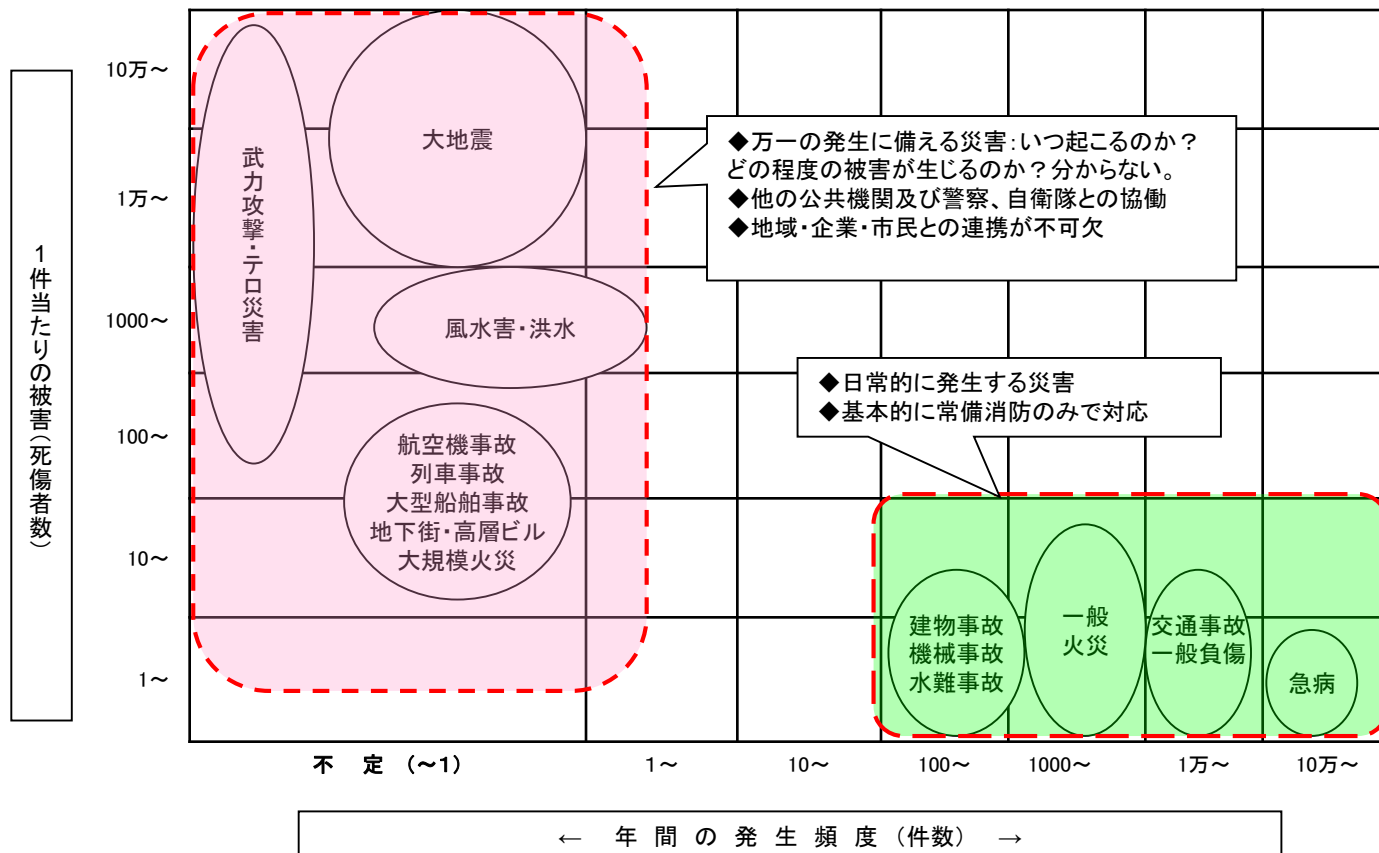 10万～
1万～
1000～
100～
10～
1～
1件当たりの被害（死傷者数）
武力攻撃・テロ災害
大地震
風水害・洪水
航空機事故
列車事故
大型船舶事故
地下街・高層ビル
大規模火災
◆万一の発生に備える災害：いつ起こるのか？
どの程度の被害が生じるのか？分からない。
◆他の公共機関及び警察、自衛隊との協働
◆地域・企業・市民との連携が不可欠
◆日常的に発生する災害
◆基本的に常備消防のみで対応
建物事故
機械事故
水難事故
一般
火災
交通事故
一般負傷
急病
不 定 （～1）
1～
10～
100～
1000～
1万～
10万～
← 年 間 の 発 生 頻 度 （件数） →